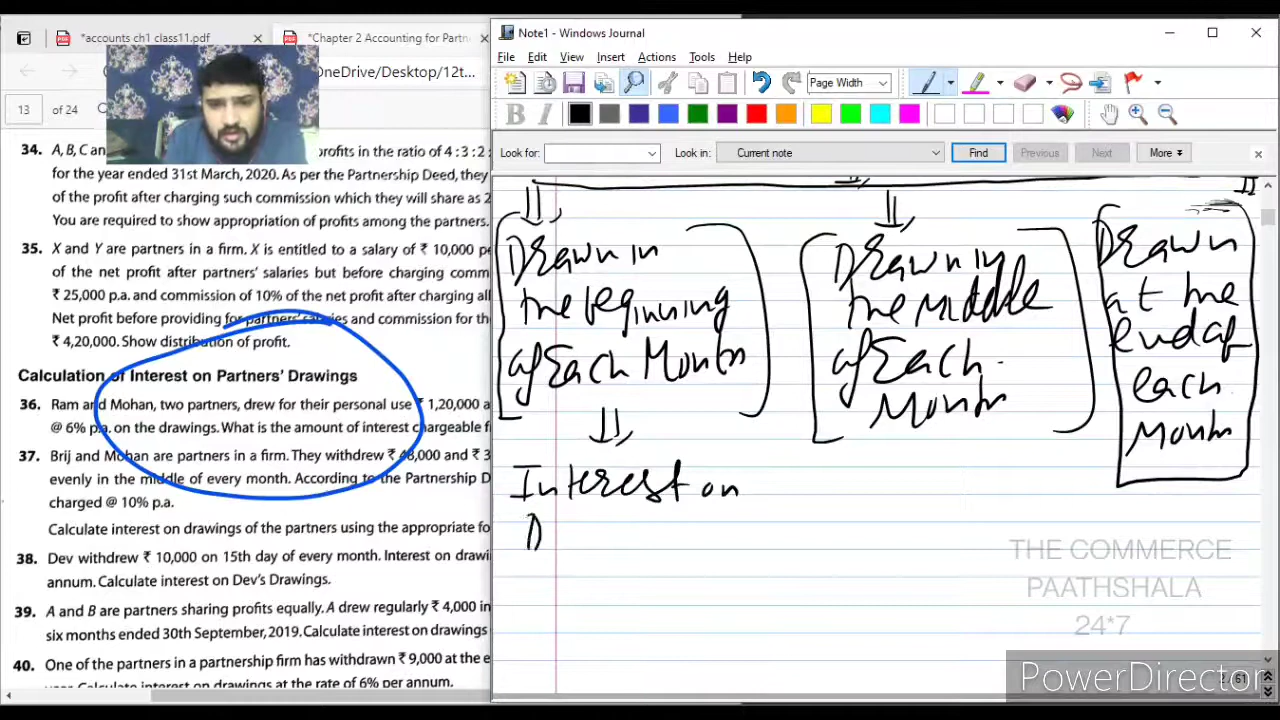 *accounts ch1 class11.pdf
*Chapter 2 Accounting for Partn
OneDrive/Desktop/12t...
13 of 24
34. A, B, C an
profits in the ratio of 4 : 3 : 2 :
for the year ended 31st March, 2020. As per the Partnership Deed, they
of the profit after charging such commission which they will share as 2
You are required to show appropriation of profits among the partners.
35. X and Y are partners in a firm. X is entitled to a salary of ₹ 10,000 p
of the net profit after partners' salaries but before charging comm
₹ 25,000 p.a. and commission of 10% of the net profit after charging all
Net profit before providing for partners' salaries and commission for the
₹ 4,20,000. Show distribution of profit.
Calculation of Interest on Partners' Drawings
36. Ram and Mohan, two partners, drew for their personal use ₹ 1,20,000 a
@ 6% p.a. on the drawings. What is the amount of interest chargeable f
37. Brij and Mohan are partners in a firm. They withdrew ₹ 48,000 and ₹ 3
evenly in the middle of every month. According to the Partnership D
charged @ 10% p.a.
Calculate interest on drawings of the partners using the appropriate fo
38. Dev withdrew ₹ 10,000 on 15th day of every month. Interest on drawi
annum. Calculate interest on Dev's Drawings.
39. A and B are partners sharing profits equally. A drew regularly ₹ 4,000 in
six months ended 30th September, 2019. Calculate interest on drawings
40. One of the partners in a partnership firm has withdrawn ₹ 9,000 at the e
year. Calculate interest on drawings at the rate of 6% per annum.
Note1 - Windows Journal
File Edit View Insert Actions Tools Help
Page Width
B I
Look for: Look in: Current note Find Previous Next More
Drawn in
the beginning
of Each Month
Interest on
D
Drawn in
the Middle
of Each
Month
Drawn
at the
end of
each
Month
THE COMMERCE
PAATHSHALA
24*7
PowerDirector